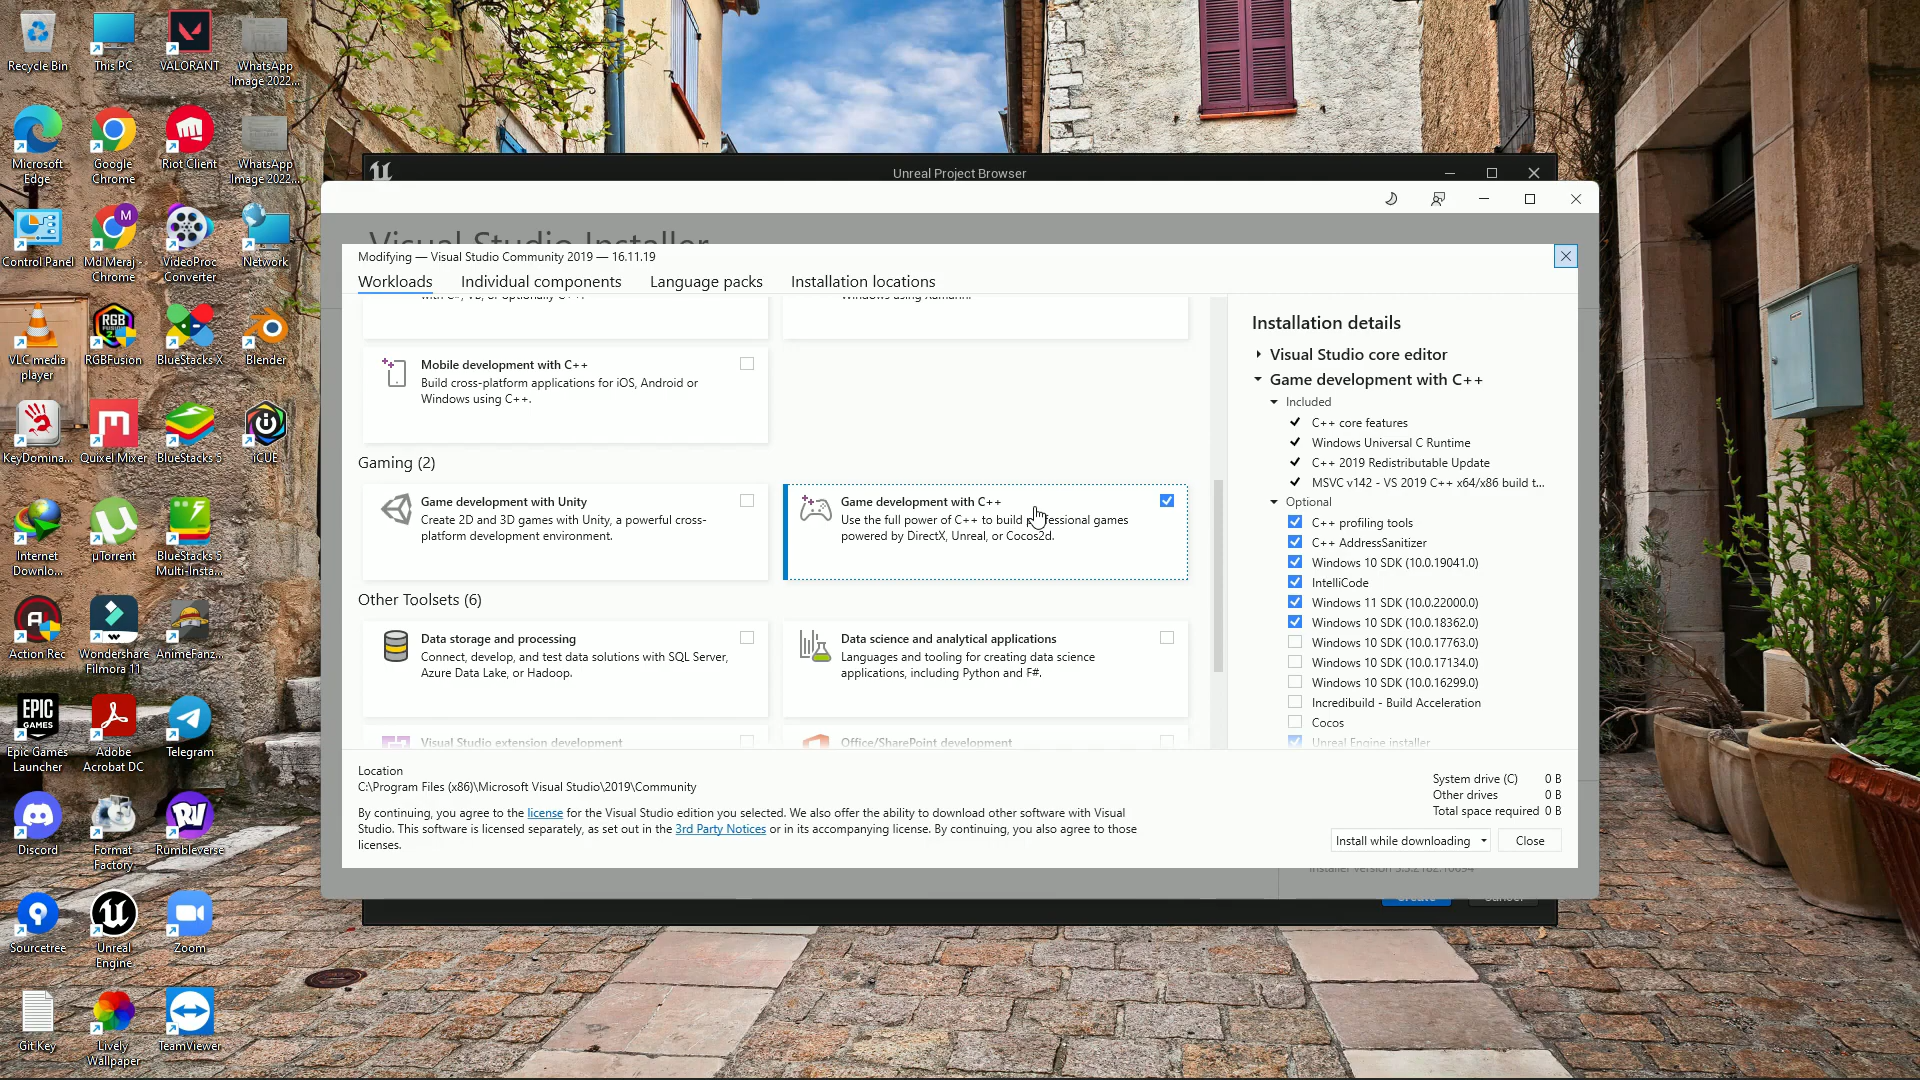 Recycle Bin
This PC
VALORANT
WhatsApp
Image 2022...
Microsoft
Edge
Google
Chrome
Riot Client
WhatsApp
Image 2022...
Control Panel
Md Meraj -
Chrome
VideoProc
Converter
Network
VLC media
player
RGBFusion
BlueStacks X
Blender
KeyDomina...
Quixel Mixer
BlueStacks 5
iCUE
Internet
Downlo...
µTorrent
BlueStacks 5
Multi-Insta...
Action Rec
Wondershare
Filmora 11
AnimeFanz...
EPIC
GAMES
Epic Games
Launcher
Adobe
Acrobat DC
Telegram
Discord
Format
Factory
Rumbleverse
Sourcetree
Unreal
Engine
Zoom
Git Key
Lively
Wallpaper
TeamViewer
Unreal Project Browser
Visual Studio Installer
Modifying — Visual Studio Community 2019 — 16.11.19
Workloads
Individual components
Language packs
Installation locations
Windows using Xamarin.
Mobile development with C++
Build cross-platform applications for iOS, Android or
Windows using C++.
Gaming (2)
Game development with Unity
Create 2D and 3D games with Unity, a powerful cross-
platform development environment.
Game development with C++
Use the full power of C++ to build professional games
powered by DirectX, Unreal, or Cocos2d.
Other Toolsets (6)
Data storage and processing
Connect, develop, and test data solutions with SQL Server,
Azure Data Lake, or Hadoop.
Data science and analytical applications
Languages and tooling for creating data science
applications, including Python and F#.
Visual Studio extension development
Office/SharePoint development
Installation details
Visual Studio core editor
Game development with C++
Included
C++ core features
Windows Universal C Runtime
C++ 2019 Redistributable Update
MSVC v142 - VS 2019 C++ x64/x86 build t...
Optional
C++ profiling tools
C++ AddressSanitizer
Windows 10 SDK (10.0.19041.0)
IntelliCode
Windows 11 SDK (10.0.22000.0)
Windows 10 SDK (10.0.18362.0)
Windows 10 SDK (10.0.17763.0)
Windows 10 SDK (10.0.17134.0)
Windows 10 SDK (10.0.16299.0)
Incredibuild - Build Acceleration
Cocos
Unreal Engine installer
Location
C:\Program Files (x86)\Microsoft Visual Studio\2019\Community
By continuing, you agree to the license for the Visual Studio edition you selected. We also offer the ability to download other software with Visual
Studio. This software is licensed separately, as set out in the 3rd Party Notices or in its accompanying license. By continuing, you also agree to those
licenses.
System drive (C) 0 B
Other drives 0 B
Total space required 0 B
Install while downloading
Close
Create
Cancel